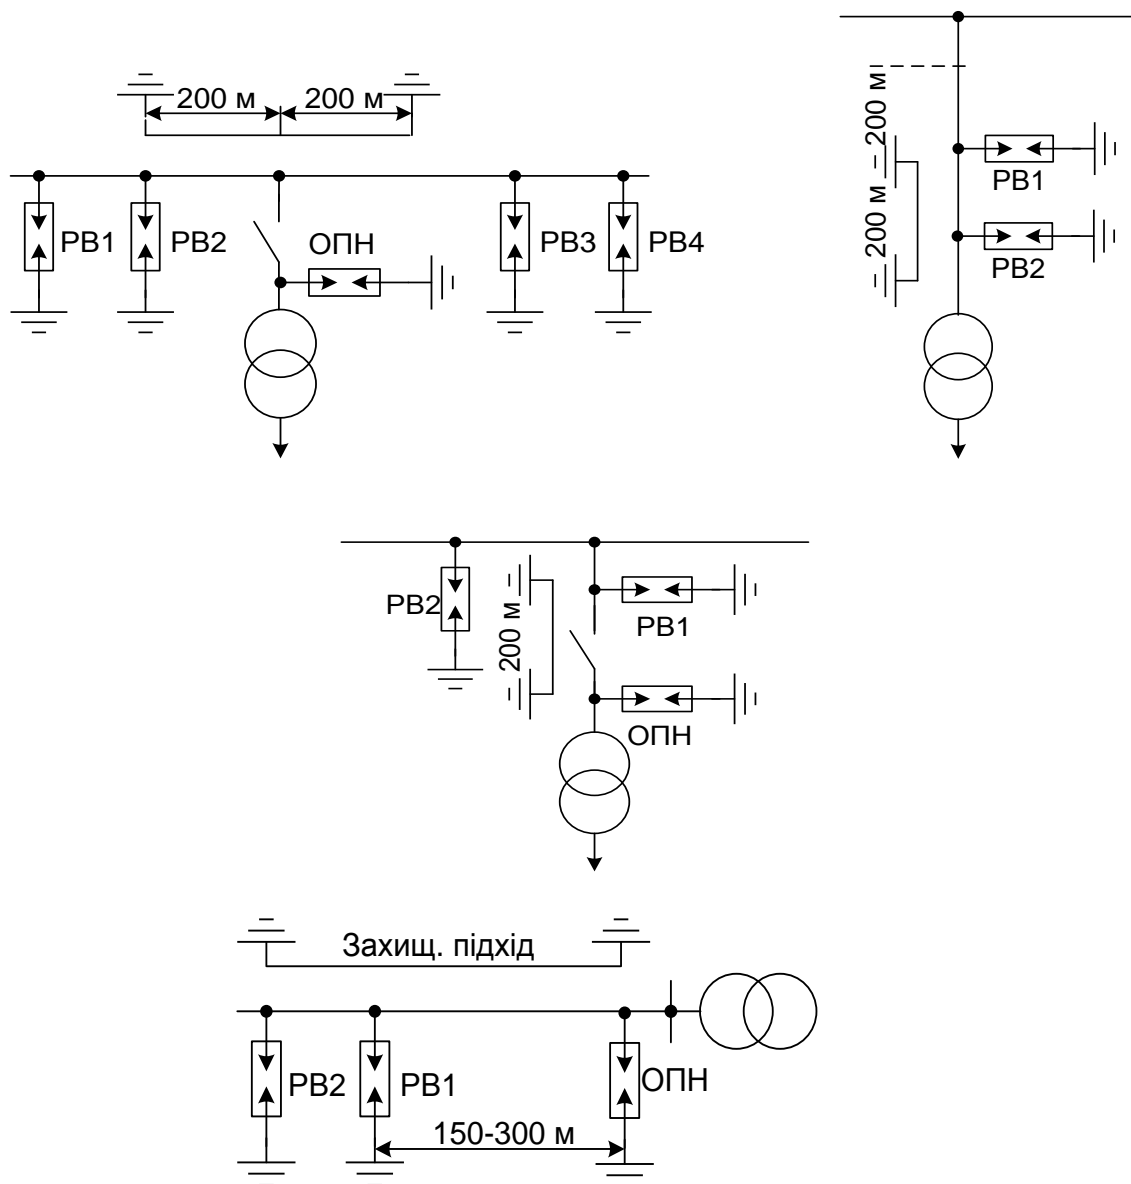 200 м 200 м
РВ1
РВ2
ОПН
РВ3
РВ4
200 м
200 м
РВ1
РВ2
РВ2
200 м
РВ1
ОПН
Захищ. підхід
РВ2
РВ1
ОПН
150-300 м